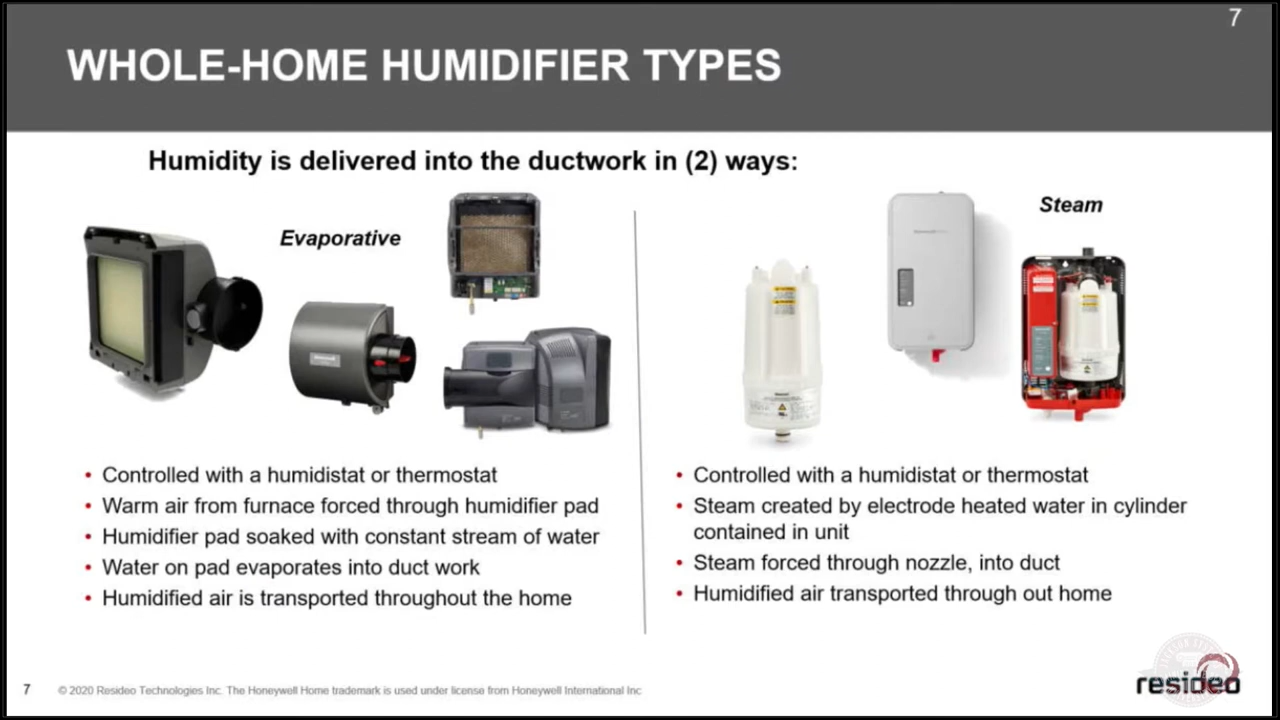 7
WHOLE-HOME HUMIDIFIER TYPES
Humidity is delivered into the ductwork in (2) ways:
Evaporative
Steam
• Controlled with a humidistat or thermostat
• Warm air from furnace forced through humidifier pad
• Humidifier pad soaked with constant stream of water
• Water on pad evaporates into duct work
• Humidified air is transported throughout the home
• Controlled with a humidistat or thermostat
• Steam created by electrode heated water in cylinder
contained in unit
• Steam forced through nozzle, into duct
• Humidified air transported through out home
7
© 2020 Resideo Technologies Inc. The Honeywell Home trademark is used under license from Honeywell International Inc
resideo